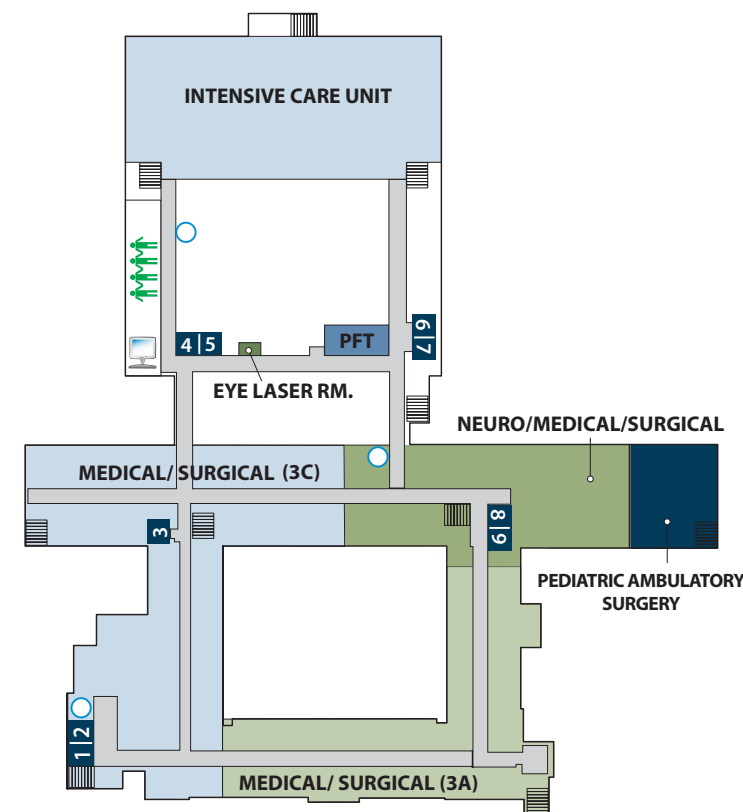 INTENSIVE CARE UNIT
4|5
PFT
6|7
EYE LASER RM.
NEURO/MEDICAL/SURGICAL
MEDICAL/ SURGICAL (3C)
3
8|9
PEDIATRIC AMBULATORY
SURGERY
1|2
MEDICAL/ SURGICAL (3A)